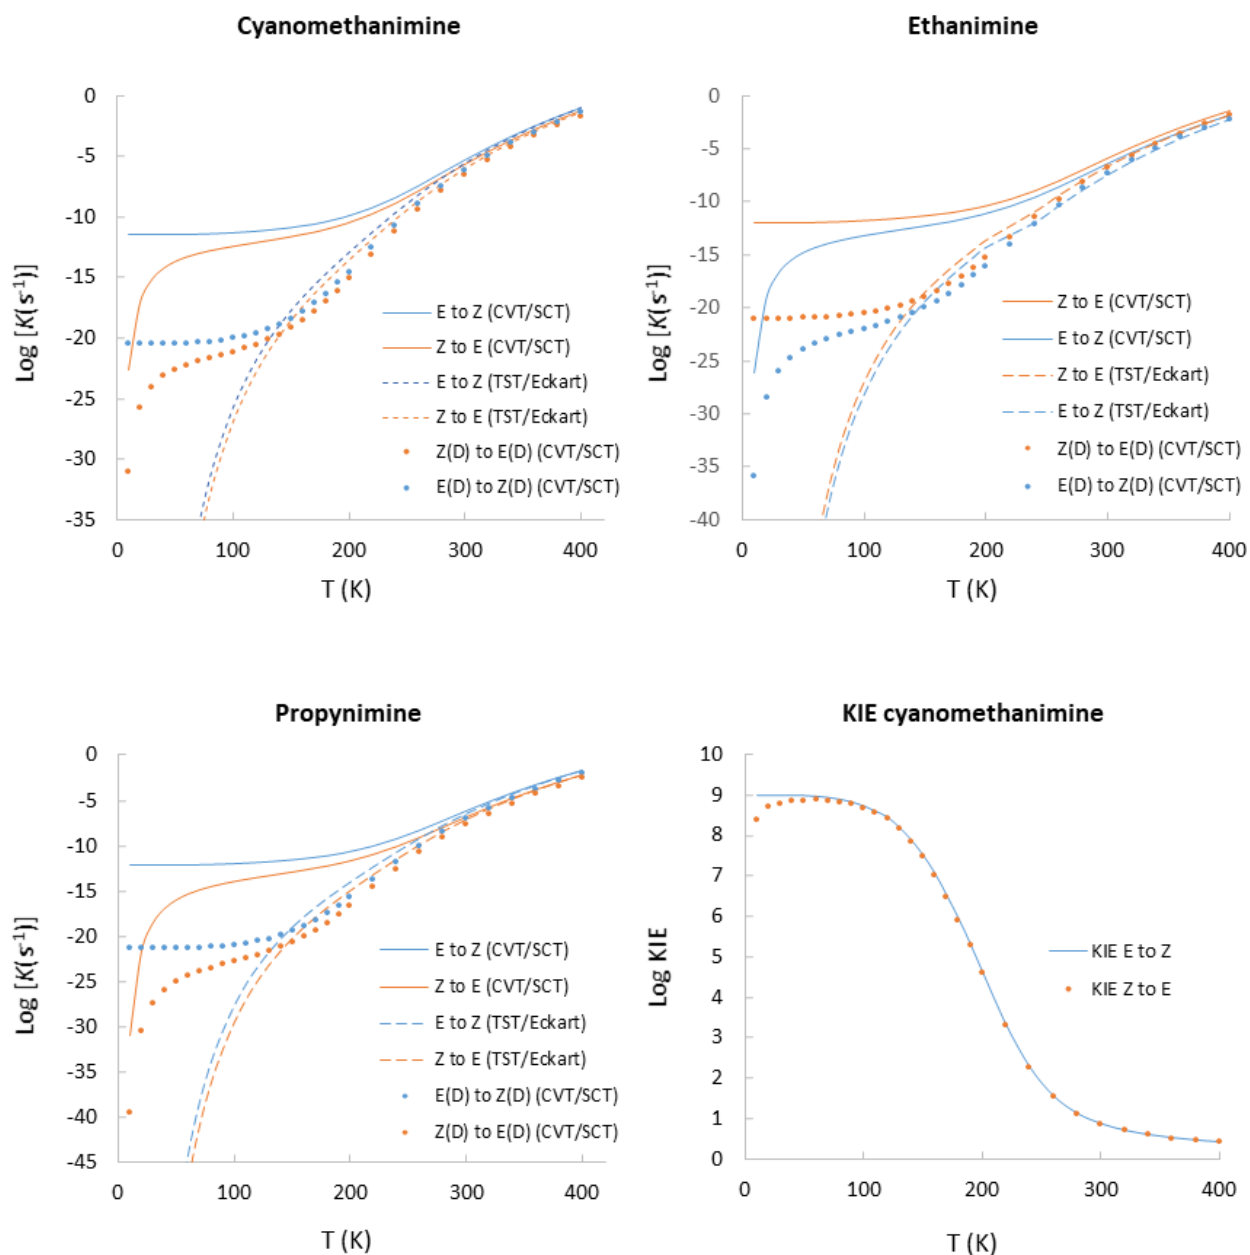 Cyanomethanimine
Log [K(s⁻¹)]
0
-5
-10
-15
-20
-25
-30
-35
0 100 200 300 400
T (K)
E to Z (CVT/SCT)
Z to E (CVT/SCT)
E to Z (TST/Eckart)
Z to E (TST/Eckart)
Z(D) to E(D) (CVT/SCT)
E(D) to Z(D) (CVT/SCT)
Ethanimine
Log [K(s⁻¹)]
0
-5
-10
-15
-20
-25
-30
-35
-40
0 100 200 300 400
T (K)
Z to E (CVT/SCT)
E to Z (CVT/SCT)
Z to E (TST/Eckart)
E to Z (TST/Eckart)
Z(D) to E(D) (CVT/SCT)
E(D) to Z(D) (CVT/SCT)
Propynimine
Log [K(s⁻¹)]
0
-5
-10
-15
-20
-25
-30
-35
-40
-45
0 100 200 300 400
T (K)
E to Z (CVT/SCT)
Z to E (CVT/SCT)
E to Z (TST/Eckart)
Z to E (TST/Eckart)
E(D) to Z(D) (CVT/SCT)
Z(D) to E(D) (CVT/SCT)
KIE cyanomethanimine
Log KIE
10
9
8
7
6
5
4
3
2
1
0
0 100 200 300 400
T (K)
KIE E to Z
KIE Z to E